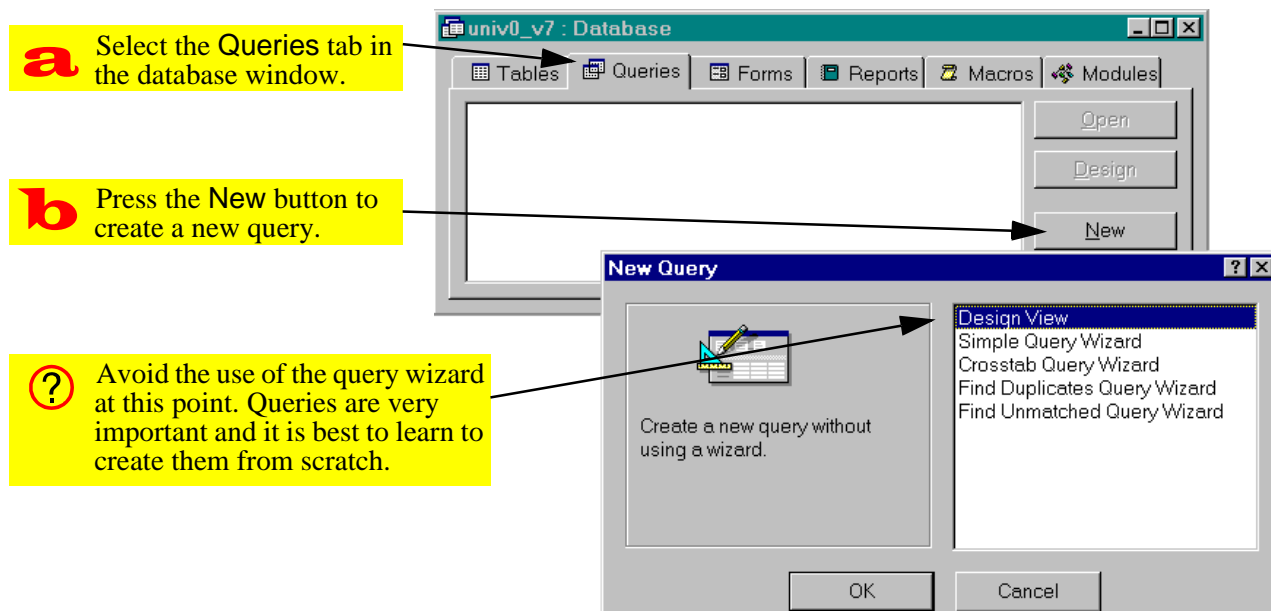 univ0_v7 : Database
a Select the Queries tab in
the database window.
Tables Queries Forms Reports Macros Modules
Open
Design
b Press the New button to
create a new query.
New
New Query
Design View
Simple Query Wizard
Crosstab Query Wizard
Find Duplicates Query Wizard
Find Unmatched Query Wizard
? Avoid the use of the query wizard
at this point. Queries are very
important and it is best to learn to
create them from scratch.
Create a new query without
using a wizard.
OK Cancel